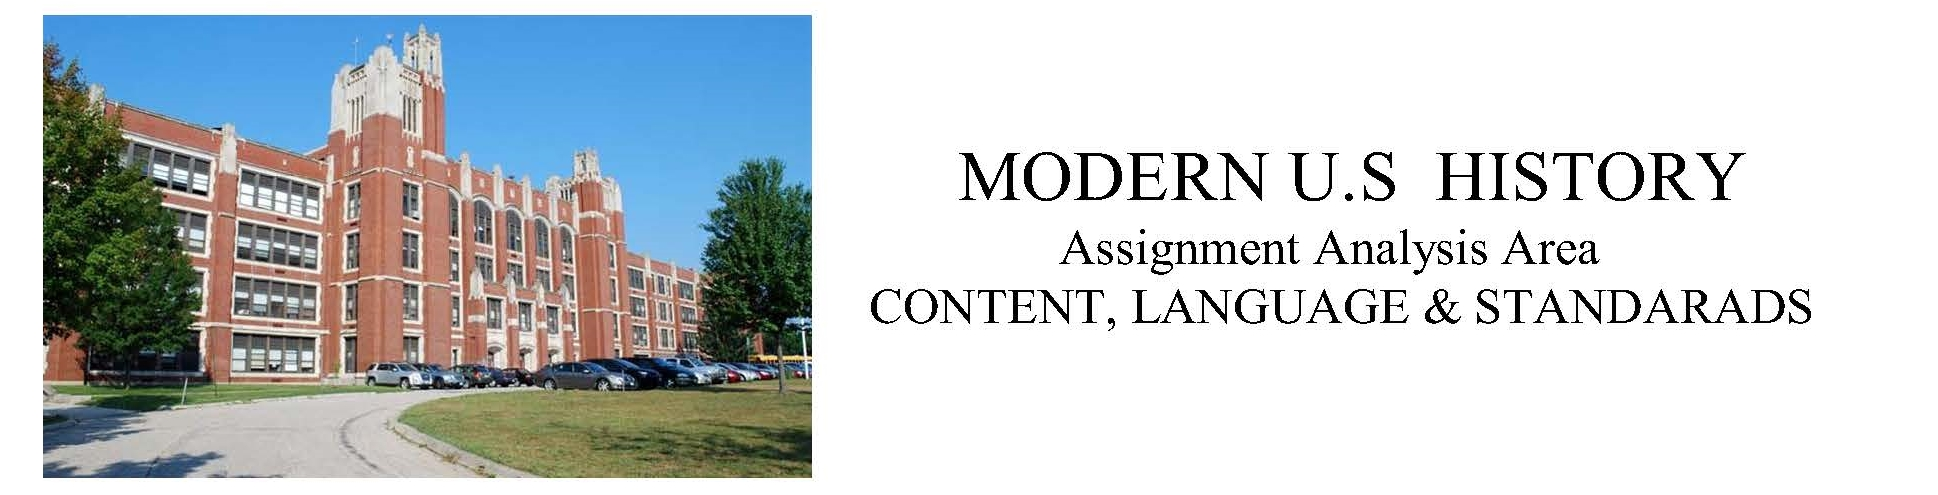 MODERN U.S  HISTORY
Assignment Analysis Area
CONTENT, LANGUAGE & STANDARADS